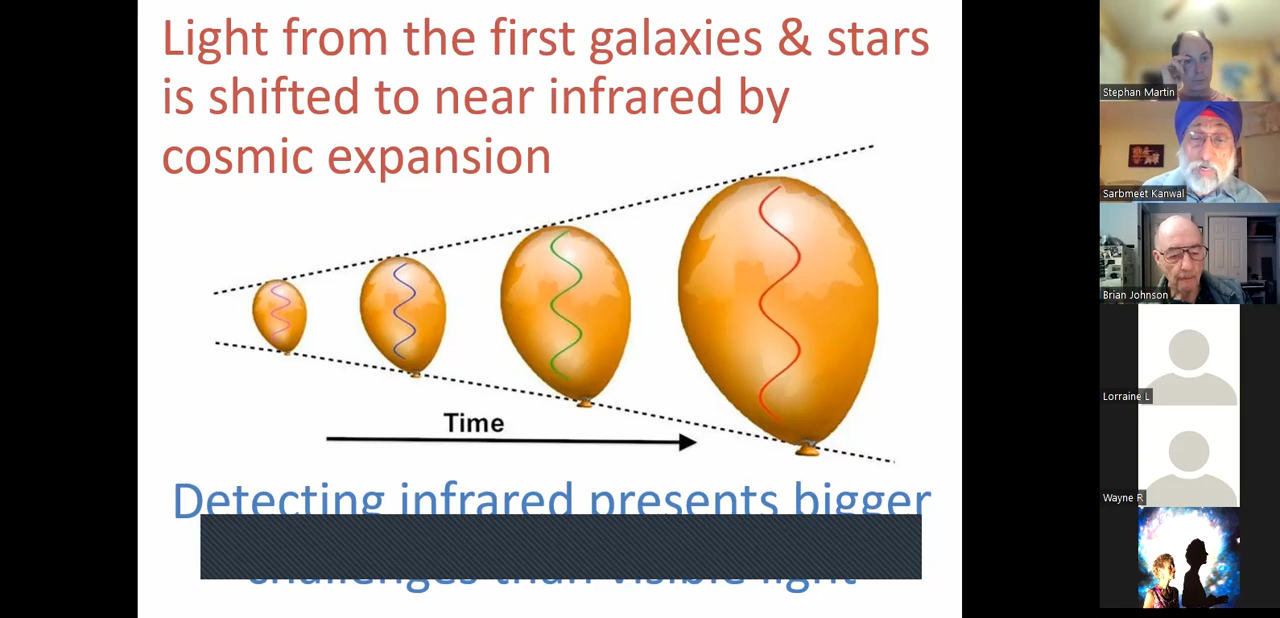 Light from the first galaxies & stars
is shifted to near infrared by
cosmic expansion
Time
Detecting infrared presents bigger
challenges than visible light
Stephan Martin
Sarbmeet Kanwal
Brian Johnson
Lorraine L
Wayne R